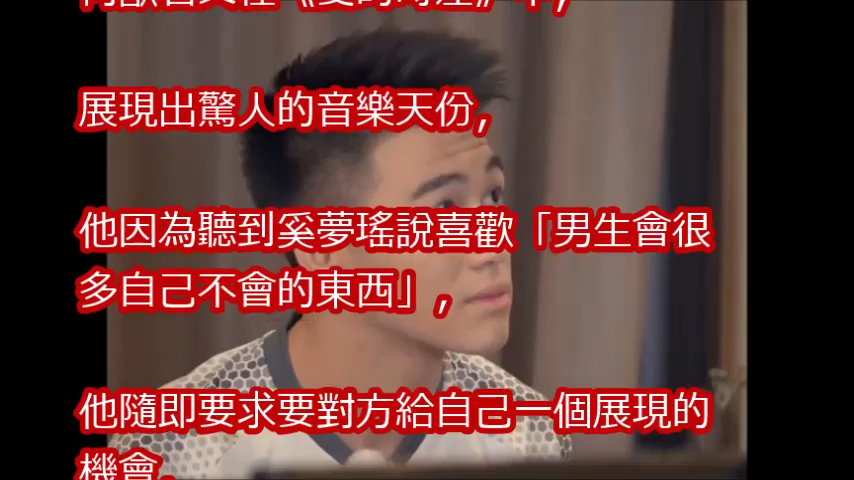 展現出驚人的音樂天份,
他因為聽到奚夢瑤說喜歡「男生會很
多自己不會的東西」,
他隨即要求要對方給自己一個展現的
機會,